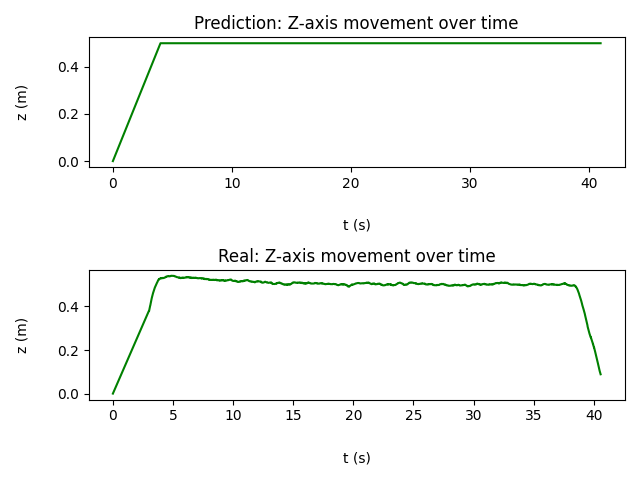 Prediction: Z-axis movement over time
z (m)
0.4
0.2
0.0
0 10 20 30 40
t (s)
Real: Z-axis movement over time
z (m)
0.4
0.2
0.0
0 5 10 15 20 25 30 35 40
t (s)